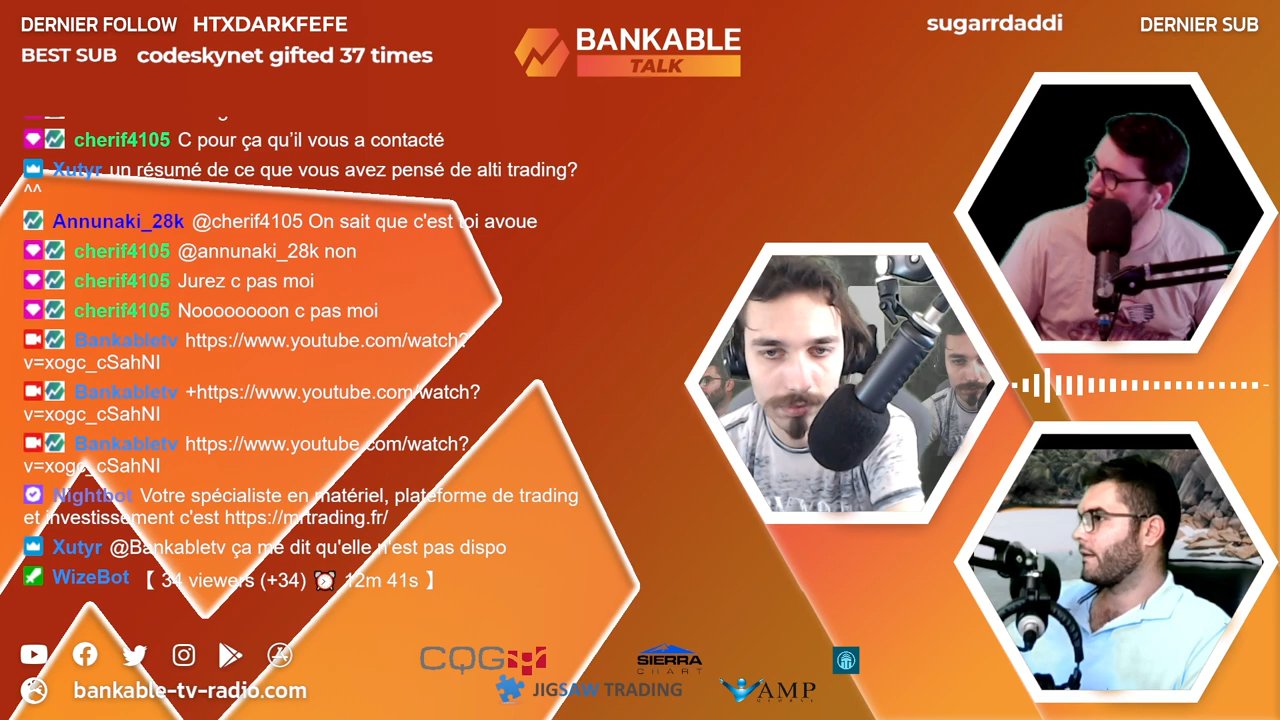 DERNIER FOLLOW HTXDARKFEFE
BEST SUB codeskynet gifted 37 times
BANKABLE
TALK
sugarrdaddi DERNIER SUB
cherif4105 C pour ça qu’il vous a contacté
Xutyr un résumé de ce que vous avez pensé de alti trading?
^^
Annunaki_28k @cherif4105 On sait que c'est toi avoue
cherif4105 @annunaki_28k non
cherif4105 Jurez c pas moi
cherif4105 Noooooooon c pas moi
Bankabletv https://www.youtube.com/watch?
v=xogc_cSahNI
Bankabletv +https://www.youtube.com/watch?
v=xogc_cSahNI
Bankabletv https://www.youtube.com/watch?
v=xogc_cSahNI
Nightbot Votre spécialiste en matériel, plateforme de trading
et investissement c'est https://mrtrading.fr/
Xutyr @Bankabletv ça me dit qu'elle n'est pas dispo
WizeBot 【 34 viewers (+34) ⏰ 12m 41s 】
bankable-tv-radio.com
CQG
SIERRA
CHART
JIGSAW TRADING
AMP
GLOBAL